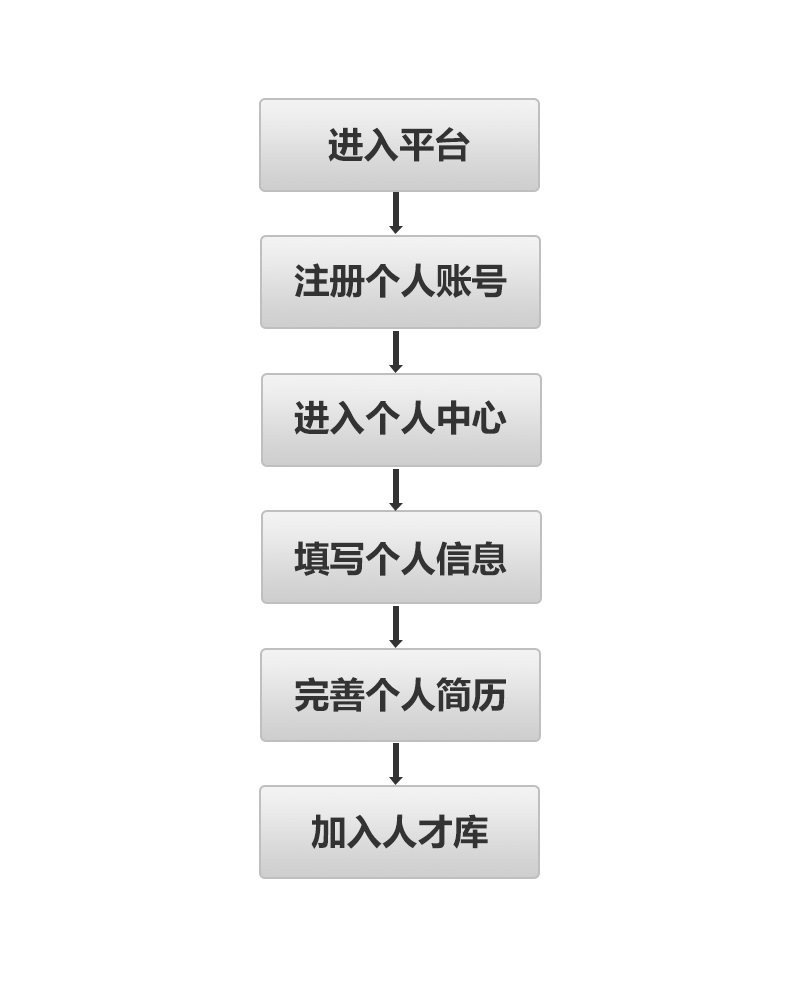 进入平台
注册个人账号
进入个人中心
填写个人信息
完善个人简历
加入人才库